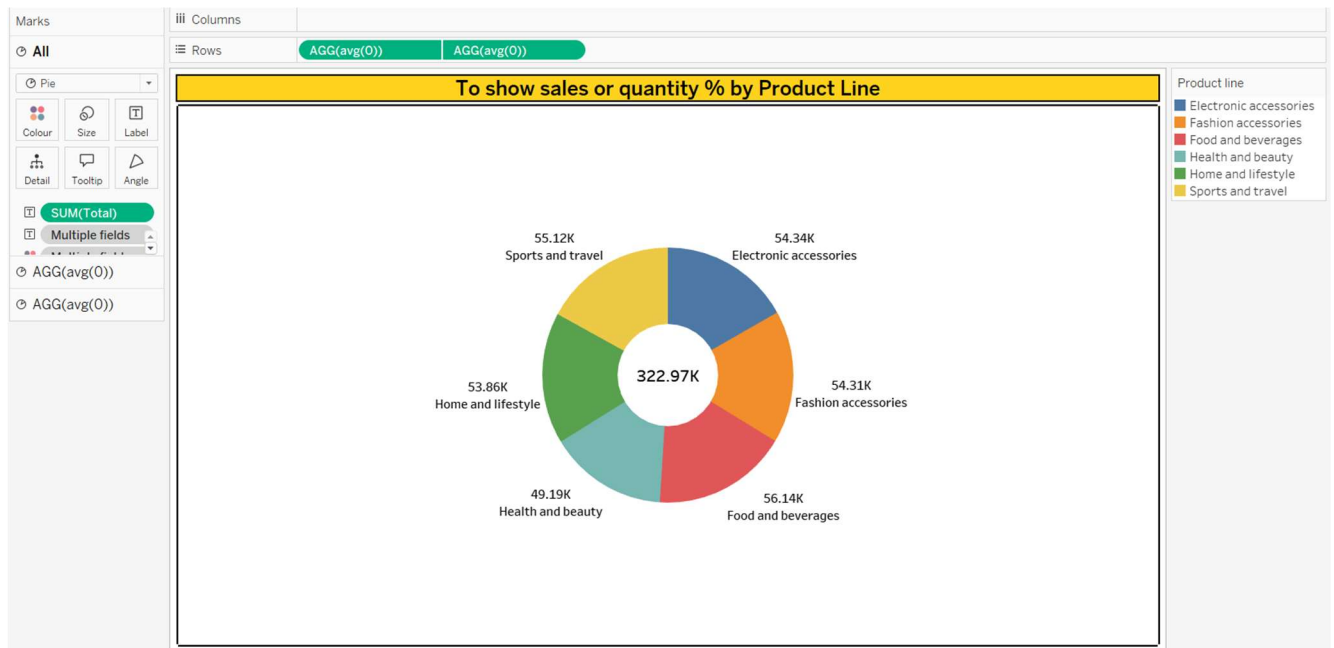 Marks
All
Pie
Colour
Size
T
Label
Detail
Tooltip
Angle
T SUM(Total)
T Multiple fields
AGG(avg(0))
AGG(avg(0))
iii Columns
Rows
AGG(avg(0))
AGG(avg(0))
To show sales or quantity % by Product Line
55.12K
Sports and travel
54.34K
Electronic accessories
322.97K
53.86K
Home and lifestyle
54.31K
Fashion accessories
49.19K
Health and beauty
56.14K
Food and beverages
Product line
Electronic accessories
Fashion accessories
Food and beverages
Health and beauty
Home and lifestyle
Sports and travel